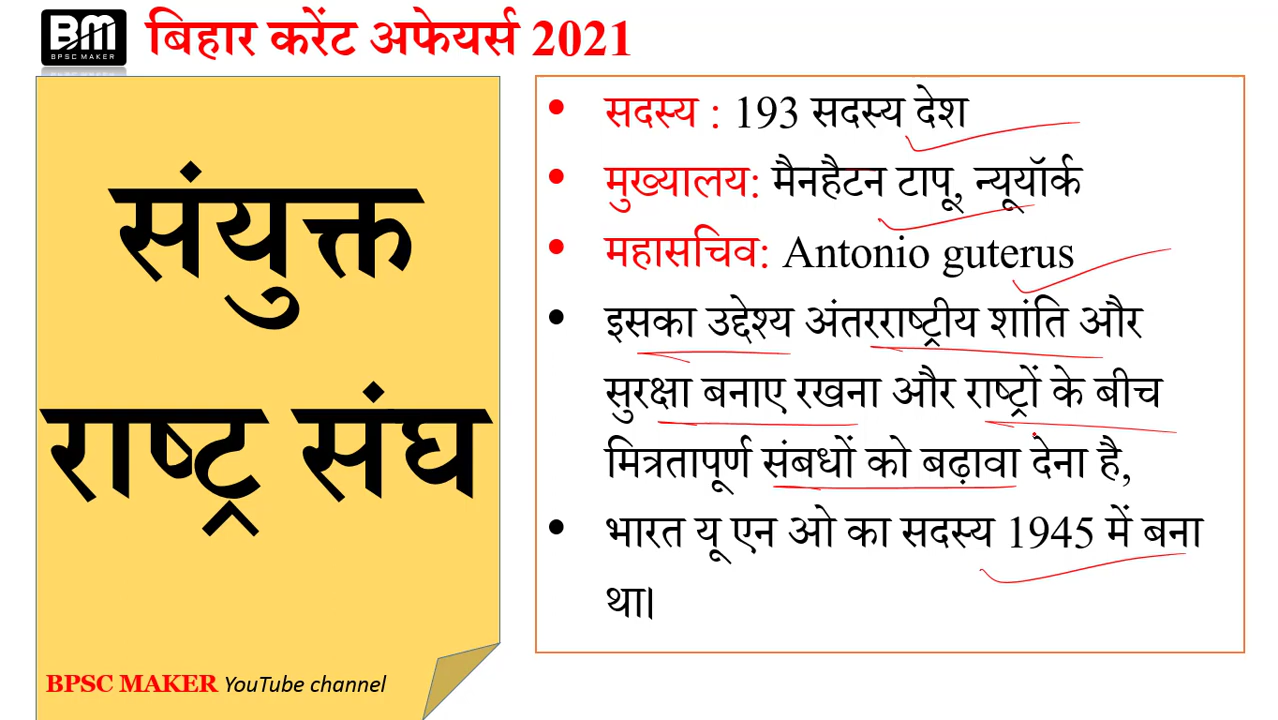 BM
BPSC MAKER
बिहार करेंट अफेयर्स 2021
संयुक्त
राष्ट्र संघ
BPSC MAKER YouTube channel
• सदस्य : 193 सदस्य देश
• मुख्यालय: मैनहैटन टापू, न्यूयॉर्क
• महासचिव: Antonio guterus
• इसका उद्देश्य अंतरराष्ट्रीय शांति और
सुरक्षा बनाए रखना और राष्ट्रों के बीच
मित्रतापूर्ण संबधों को बढ़ावा देना है,
• भारत यू एन ओ का सदस्य 1945 में बना
था।